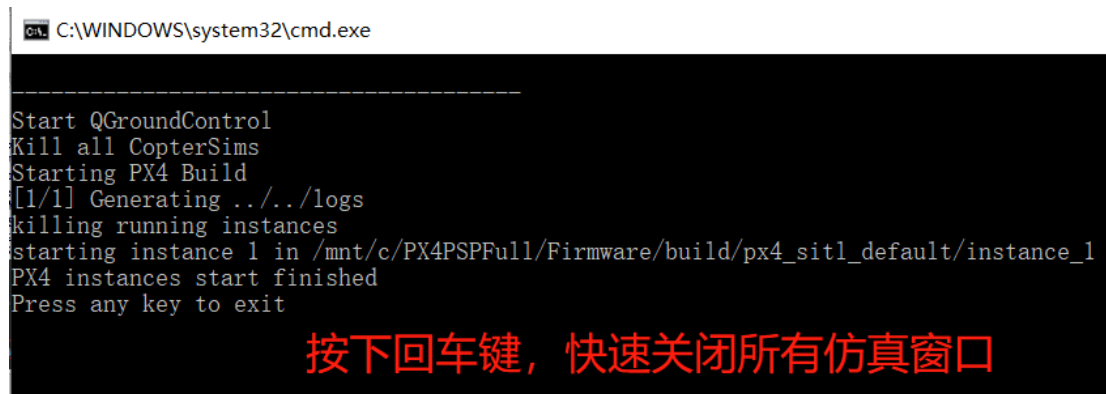 C:\WINDOWS\system32\cmd.exe
---------------------------------------
Start QGroundControl
Kill all CopterSims
Starting PX4 Build
[1/1] Generating ../../logs
killing running instances
starting instance 1 in /mnt/c/PX4PSPFull/Firmware/build/px4_sitl_default/instance_1
PX4 instances start finished
Press any key to exit
按下回车键，快速关闭所有仿真窗口